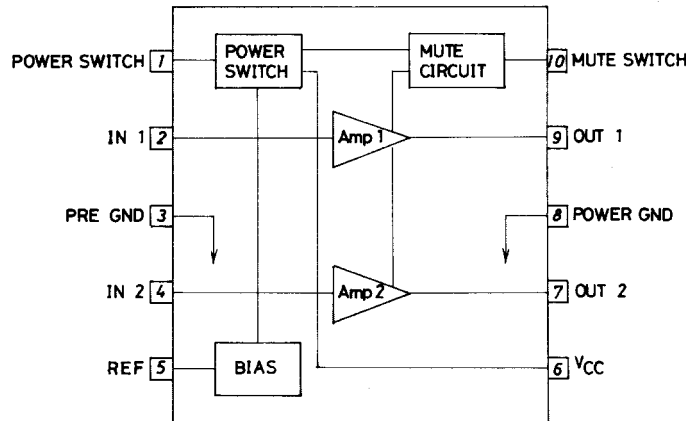 POWER SWITCH 1
POWER
SWITCH
MUTE
CIRCUIT
10 MUTE SWITCH
IN 1 2
Amp 1
9 OUT 1
PRE GND 3
8 POWER GND
IN 2 4
Amp 2
7 OUT 2
REF 5
BIAS
6 VCC